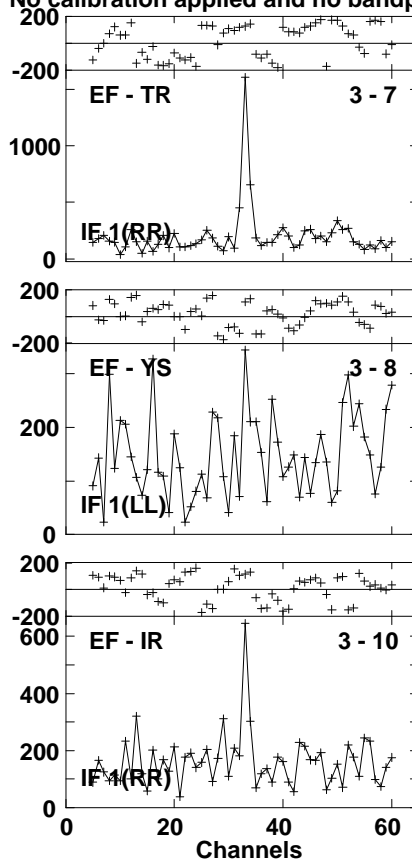 No calibration applied and no bandp
200
-200
EF - TR 3 - 7
1000
IF 1(RR)
0
200
-200
EF - YS 3 - 8
200
IF 1(LL)
0
200
-200
600
EF - IR 3 - 10
400
200
IF 1(RR)
0
0 20 40 60
Channels